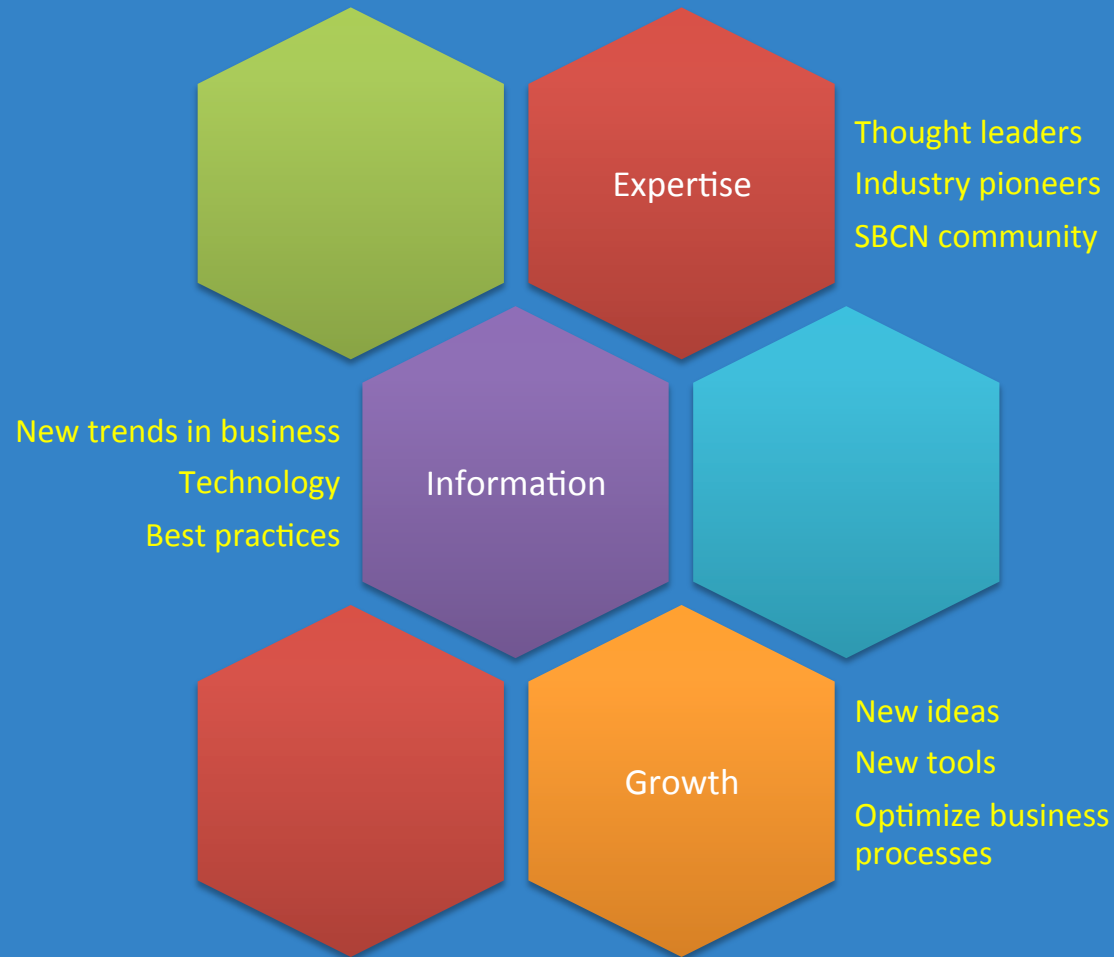 Expertise
Thought leaders
Industry pioneers
SBCN community
New trends in business
Technology
Best practices
Information
Growth
New ideas
New tools
Optimize business
processes